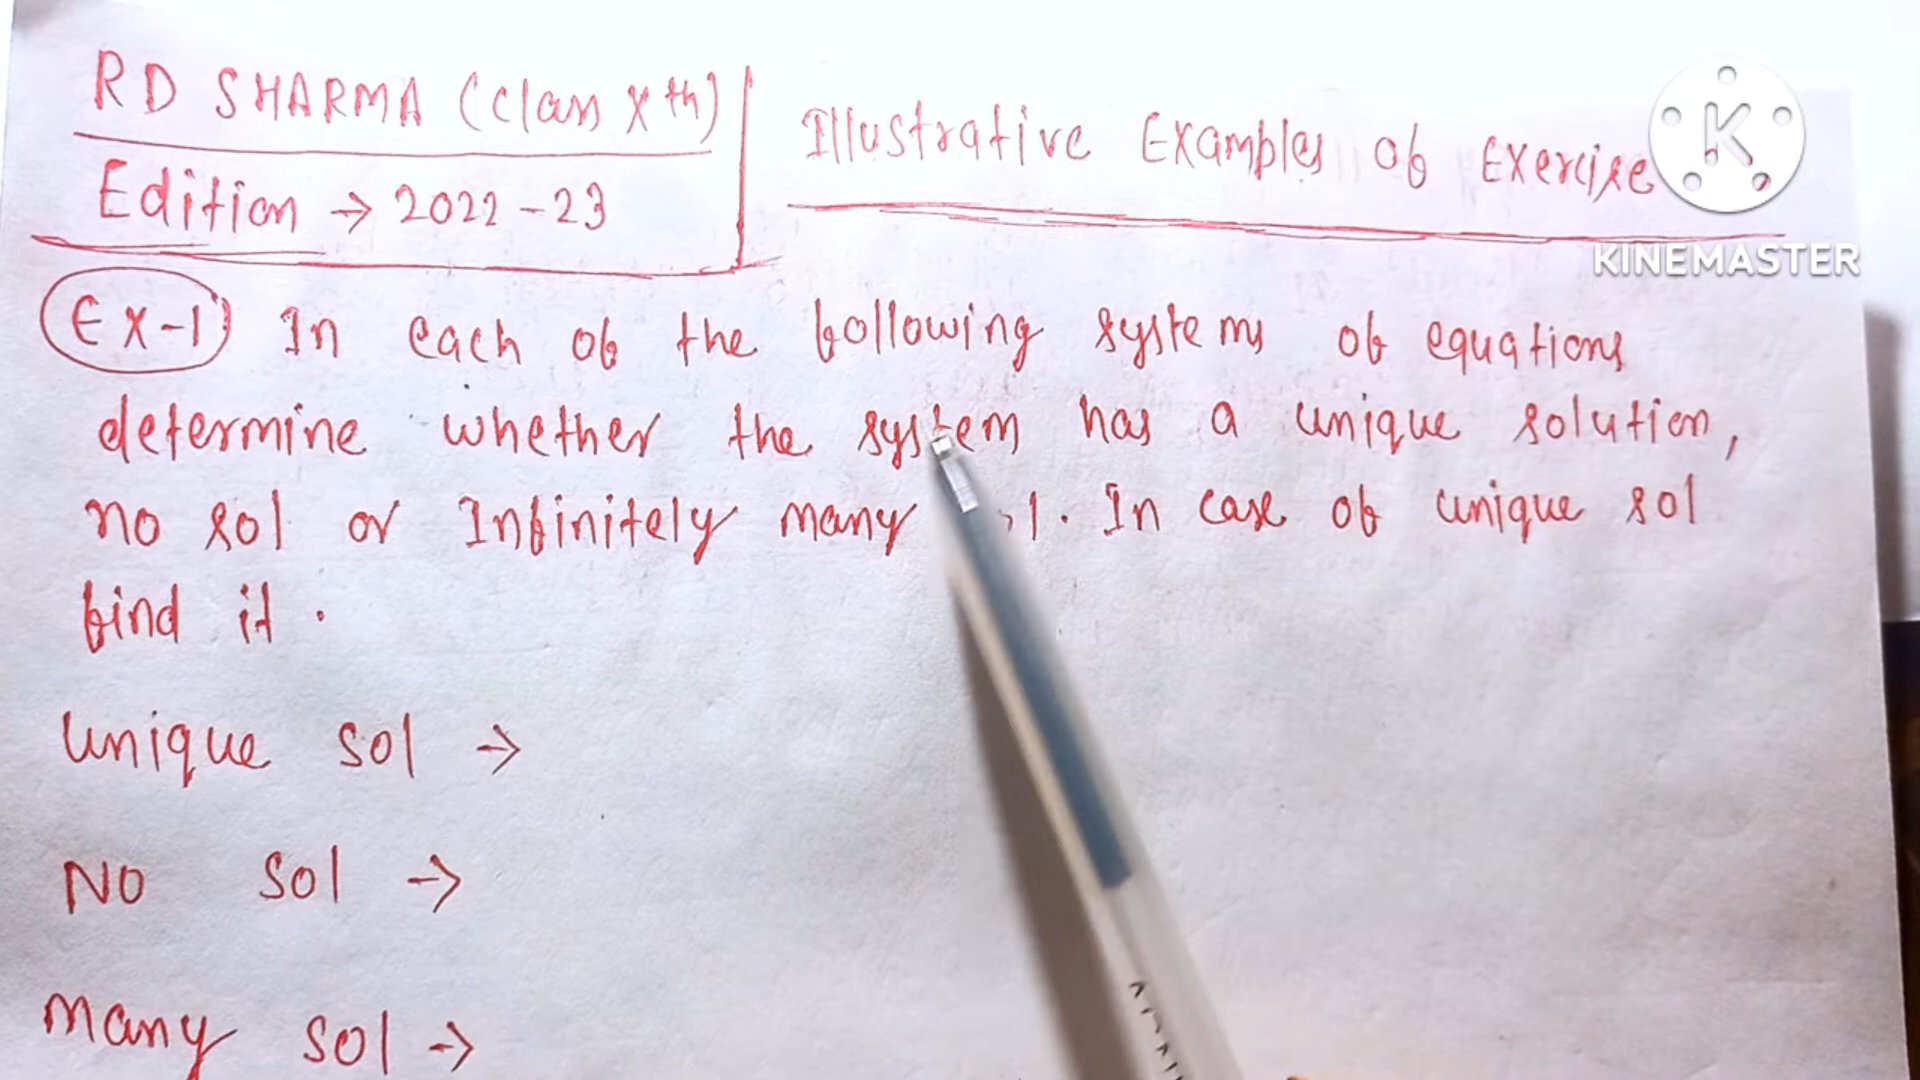 RD SHARMA (Class Xth)
Edition → 2022-23
Illustrative Examples of Exercise
K
KINEMASTER
Ex-1) In each of the following systems of equations
determine whether the system has a unique solution,
no sol or Infinitely many . In case of unique sol
find it.
Unique sol →
NO sol →
Many sol →